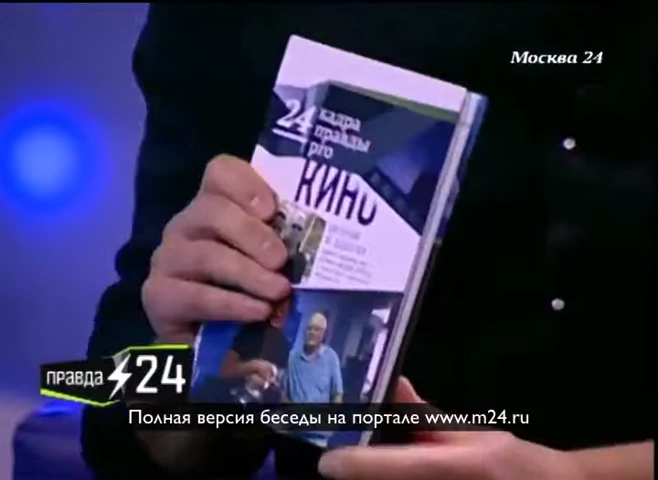 Москва 24
24 кадра
правды
pro
КИНО
ПРАВДА 24
Полная версия беседы на портале www.m24.ru